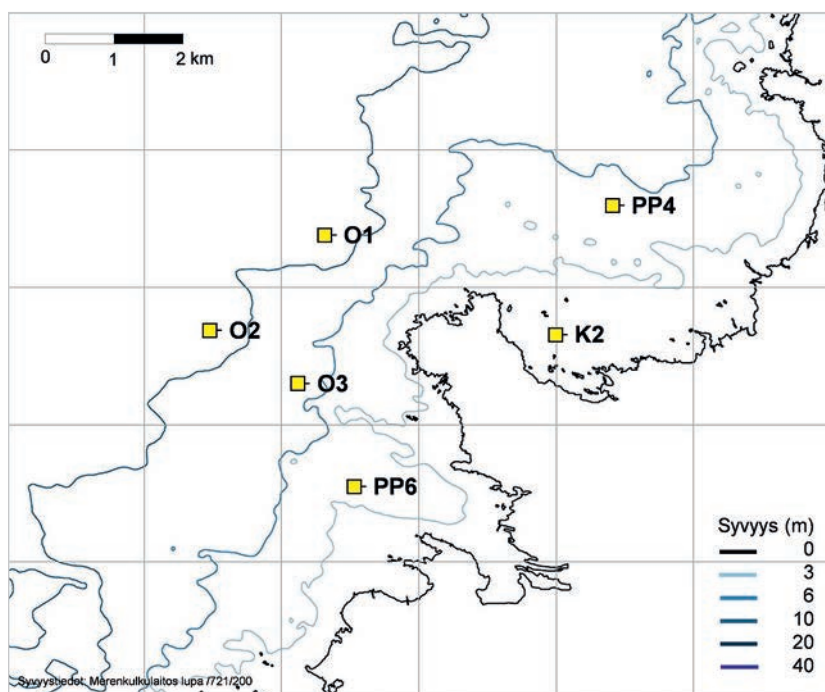 0 1 2 km
PP4
O1
O2
K2
O3
PP6
Syvyys (m)
0
3
6
10
20
40
Syvyystiedot: Merenkulkulaitos lupa /721/200